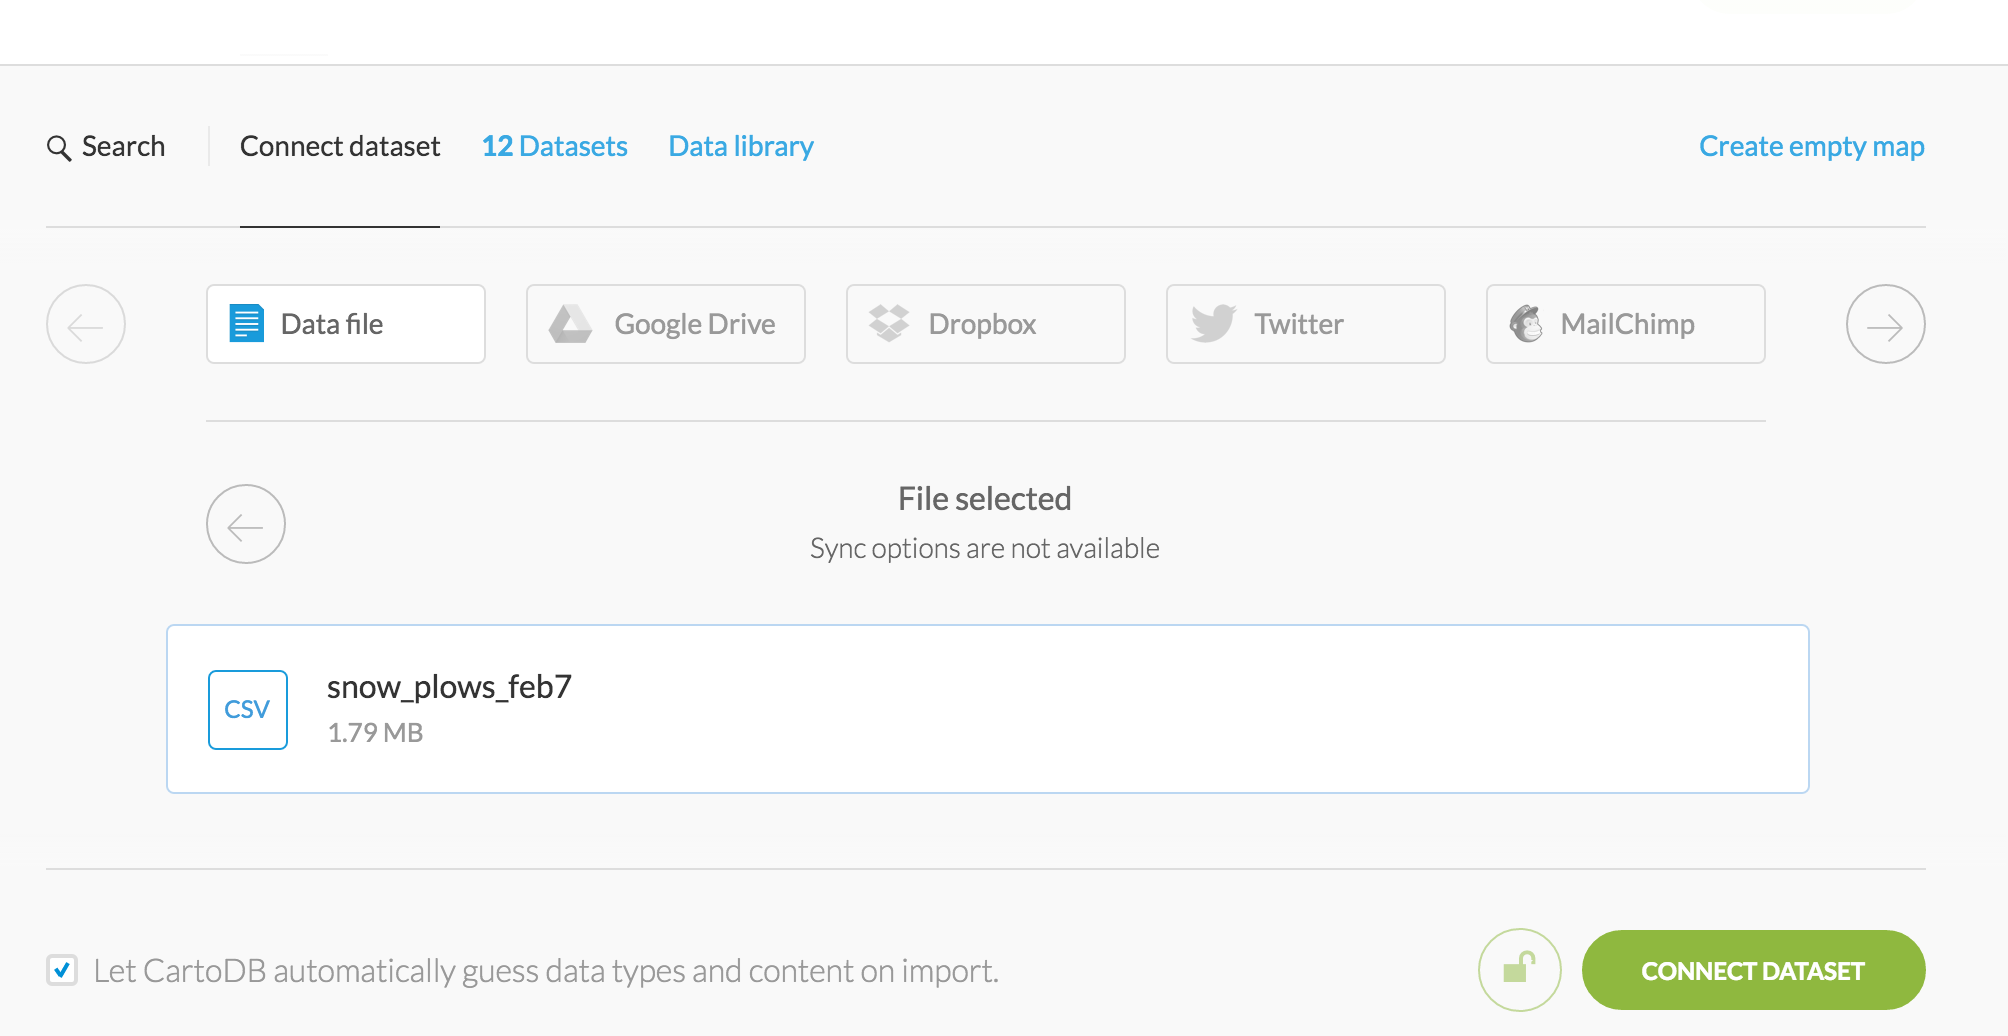 Search
Connect dataset
12 Datasets
Data library
Create empty map
Data file
Google Drive
Dropbox
Twitter
MailChimp
File selected
Sync options are not available
CSV
snow_plows_feb7
1.79 MB
Let CartoDB automatically guess data types and content on import.
CONNECT DATASET